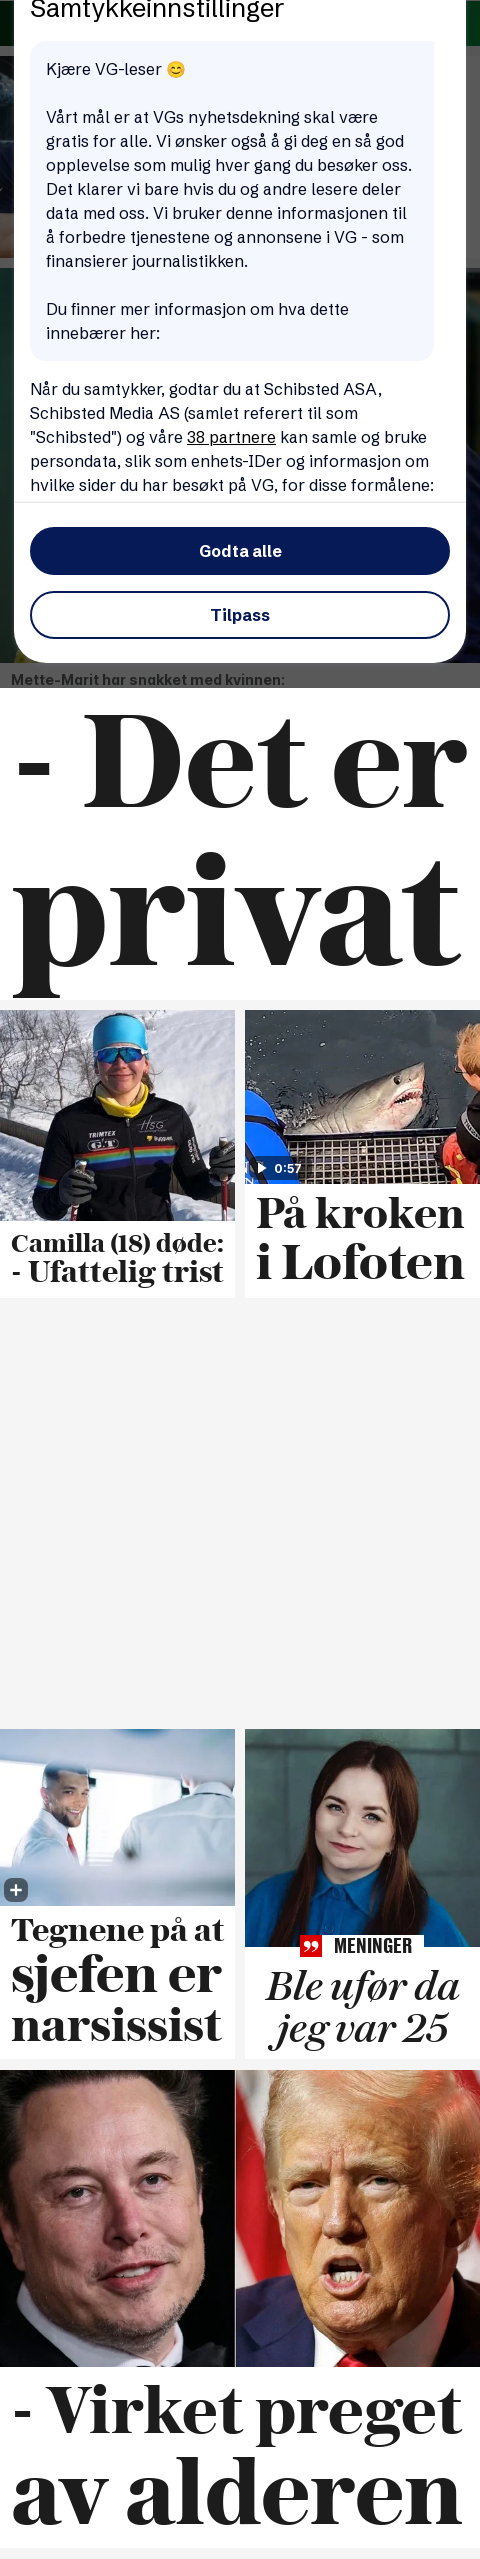 Samtykkeinnstillinger
Kjære VG-leser 😊
Vårt mål er at VGs nyhetsdekning skal være
gratis for alle. Vi ønsker også å gi deg en så god
opplevelse som mulig hver gang du besøker oss.
Det klarer vi bare hvis du og andre lesere deler
data med oss. Vi bruker denne informasjonen til
å forbedre tjenestene og annonsene i VG - som
finansierer journalistikken.
Du finner mer informasjon om hva dette
innebærer her:
Når du samtykker, godtar du at Schibsted ASA,
Schibsted Media AS (samlet referert til som
"Schibsted") og våre 38 partnere kan samle og bruke
persondata, slik som enhets-IDer og informasjon om
hvilke sider du har besøkt på VG, for disse formålene:
Godta alle
Tilpass
Mette-Marit har snakket med kvinnen:
- Det er
privat
HSG
TRIMTEX
0:57
Camilla (18) døde:
- Ufattelig trist
På kroken
i Lofoten
Tegnene på at
sjefen er
narsissist
MENINGER
Ble ufør da
jeg var 25
- Virket preget
av alderen